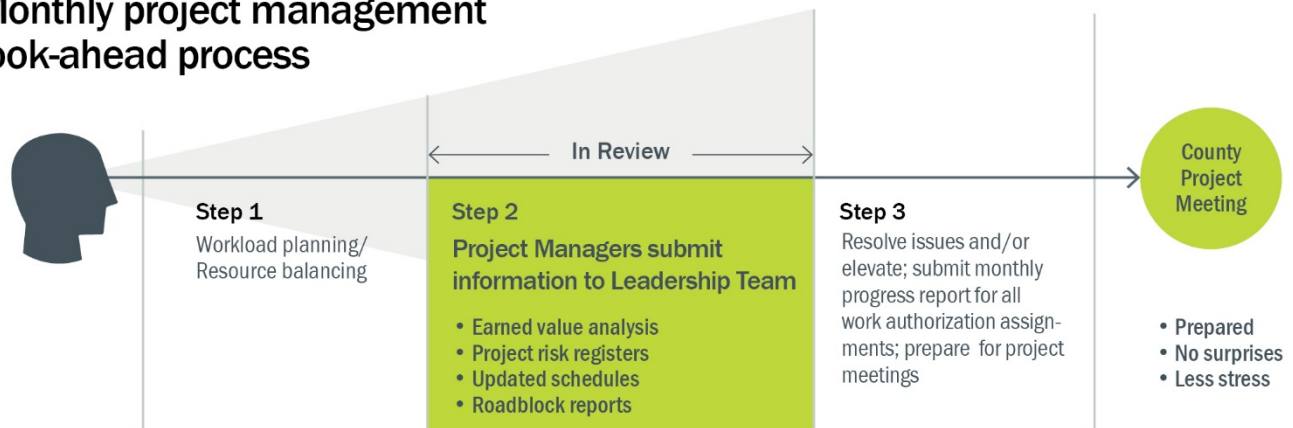 onthly project management
ook-ahead process
In Review
County
Project
Meeting
Step 1
Workload planning/
Resource balancing
Step 2
Project Managers submit
information to Leadership Team
• Earned value analysis
• Project risk registers
• Updated schedules
• Roadblock reports
Step 3
Resolve issues and/or
elevate; submit monthly
progress report for all
work authorization assign-
ments; prepare for project
meetings
• Prepared
• No surprises
• Less stress